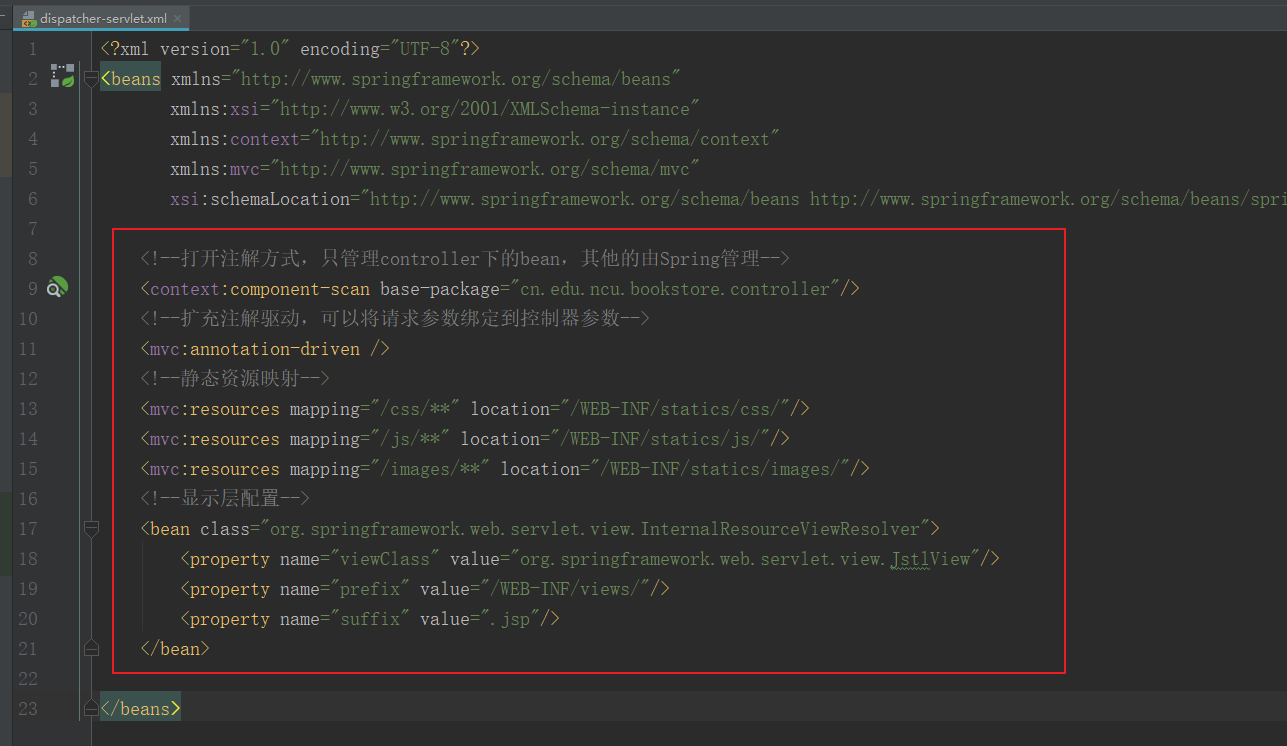 dispatcher-servlet.xml
1 <?xml version="1.0" encoding="UTF-8"?>
2 <beans xmlns="http://www.springframework.org/schema/beans"
3 xmlns:xsi="http://www.w3.org/2001/XMLSchema-instance"
4 xmlns:context="http://www.springframework.org/schema/context"
5 xmlns:mvc="http://www.springframework.org/schema/mvc"
6 xsi:schemaLocation="http://www.springframework.org/schema/beans http://www.springframework.org/schema/beans/spri
7
8 <!--打开注解方式，只管理controller下的bean，其他的由Spring管理-->
9 <context:component-scan base-package="cn.edu.ncu.bookstore.controller"/>
10 <!--扩充注解驱动，可以将请求参数绑定到控制器参数-->
11 <mvc:annotation-driven />
12 <!--静态资源映射-->
13 <mvc:resources mapping="/css/**" location="/WEB-INF/statics/css/"/>
14 <mvc:resources mapping="/js/**" location="/WEB-INF/statics/js/"/>
15 <mvc:resources mapping="/images/**" location="/WEB-INF/statics/images/"/>
16 <!--显示层配置-->
17 <bean class="org.springframework.web.servlet.view.InternalResourceViewResolver">
18 <property name="viewClass" value="org.springframework.web.servlet.view.JstlView"/>
19 <property name="prefix" value="/WEB-INF/views/"/>
20 <property name="suffix" value=".jsp"/>
21 </bean>
22
23 </beans>